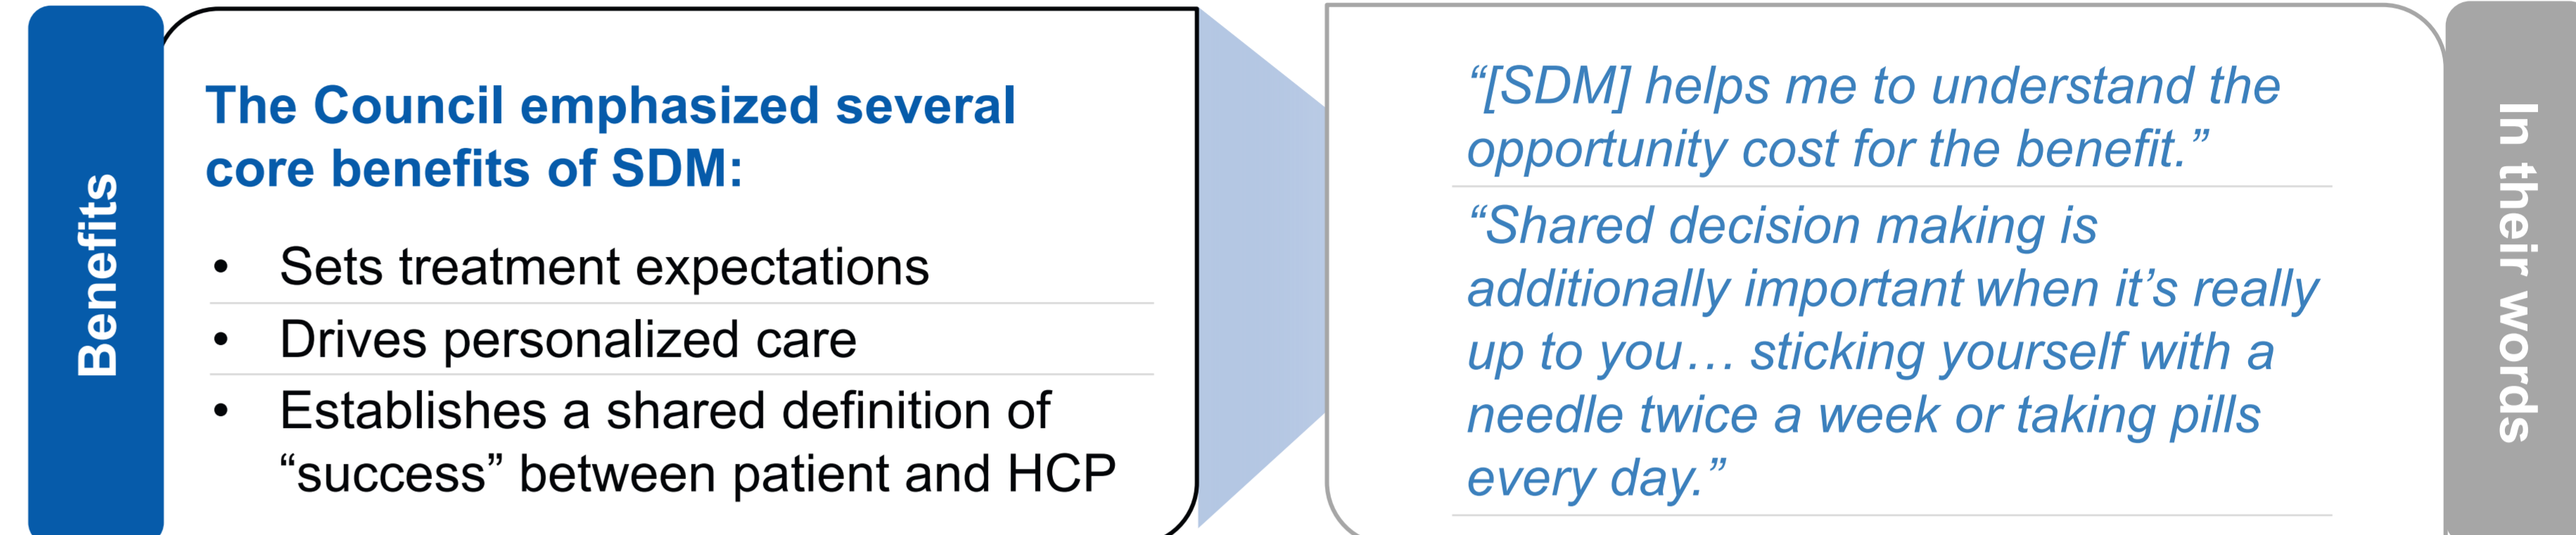 Benefits
The Council emphasized several
core benefits of SDM:
• Sets treatment expectations
• Drives personalized care
• Establishes a shared definition of
“success” between patient and HCP
“[SDM] helps me to understand the
opportunity cost for the benefit.”
“Shared decision making is
additionally important when it’s really
up to you… sticking yourself with a
needle twice a week or taking pills
every day.”
In their words